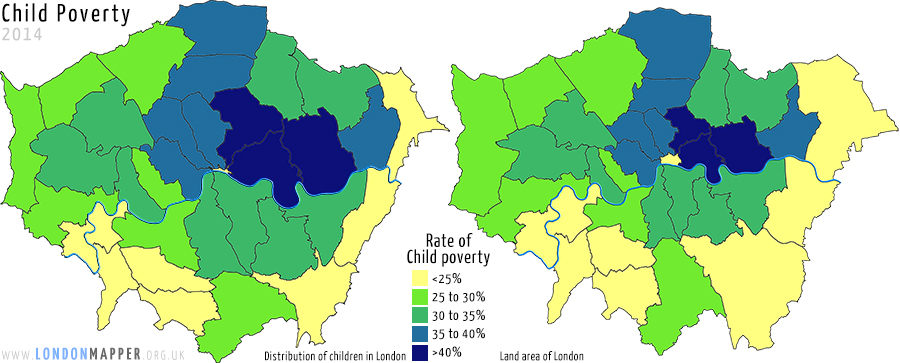 Child Poverty
2014
Rate of
Child poverty
<25%
25 to 30%
30 to 35%
35 to 40%
>40%
WWW.LONDONMAPPER.ORG.UK
Distribution of children in London
Land area of London